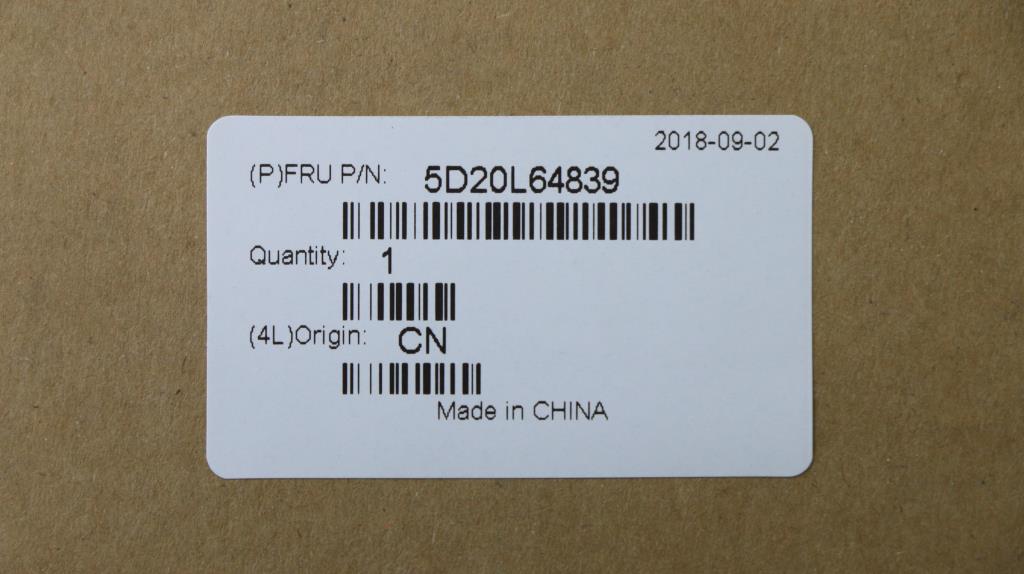 2018-09-02
(P)FRU P/N: 5D20L64839
Quantity: 1
(4L)Origin: CN
Made in CHINA